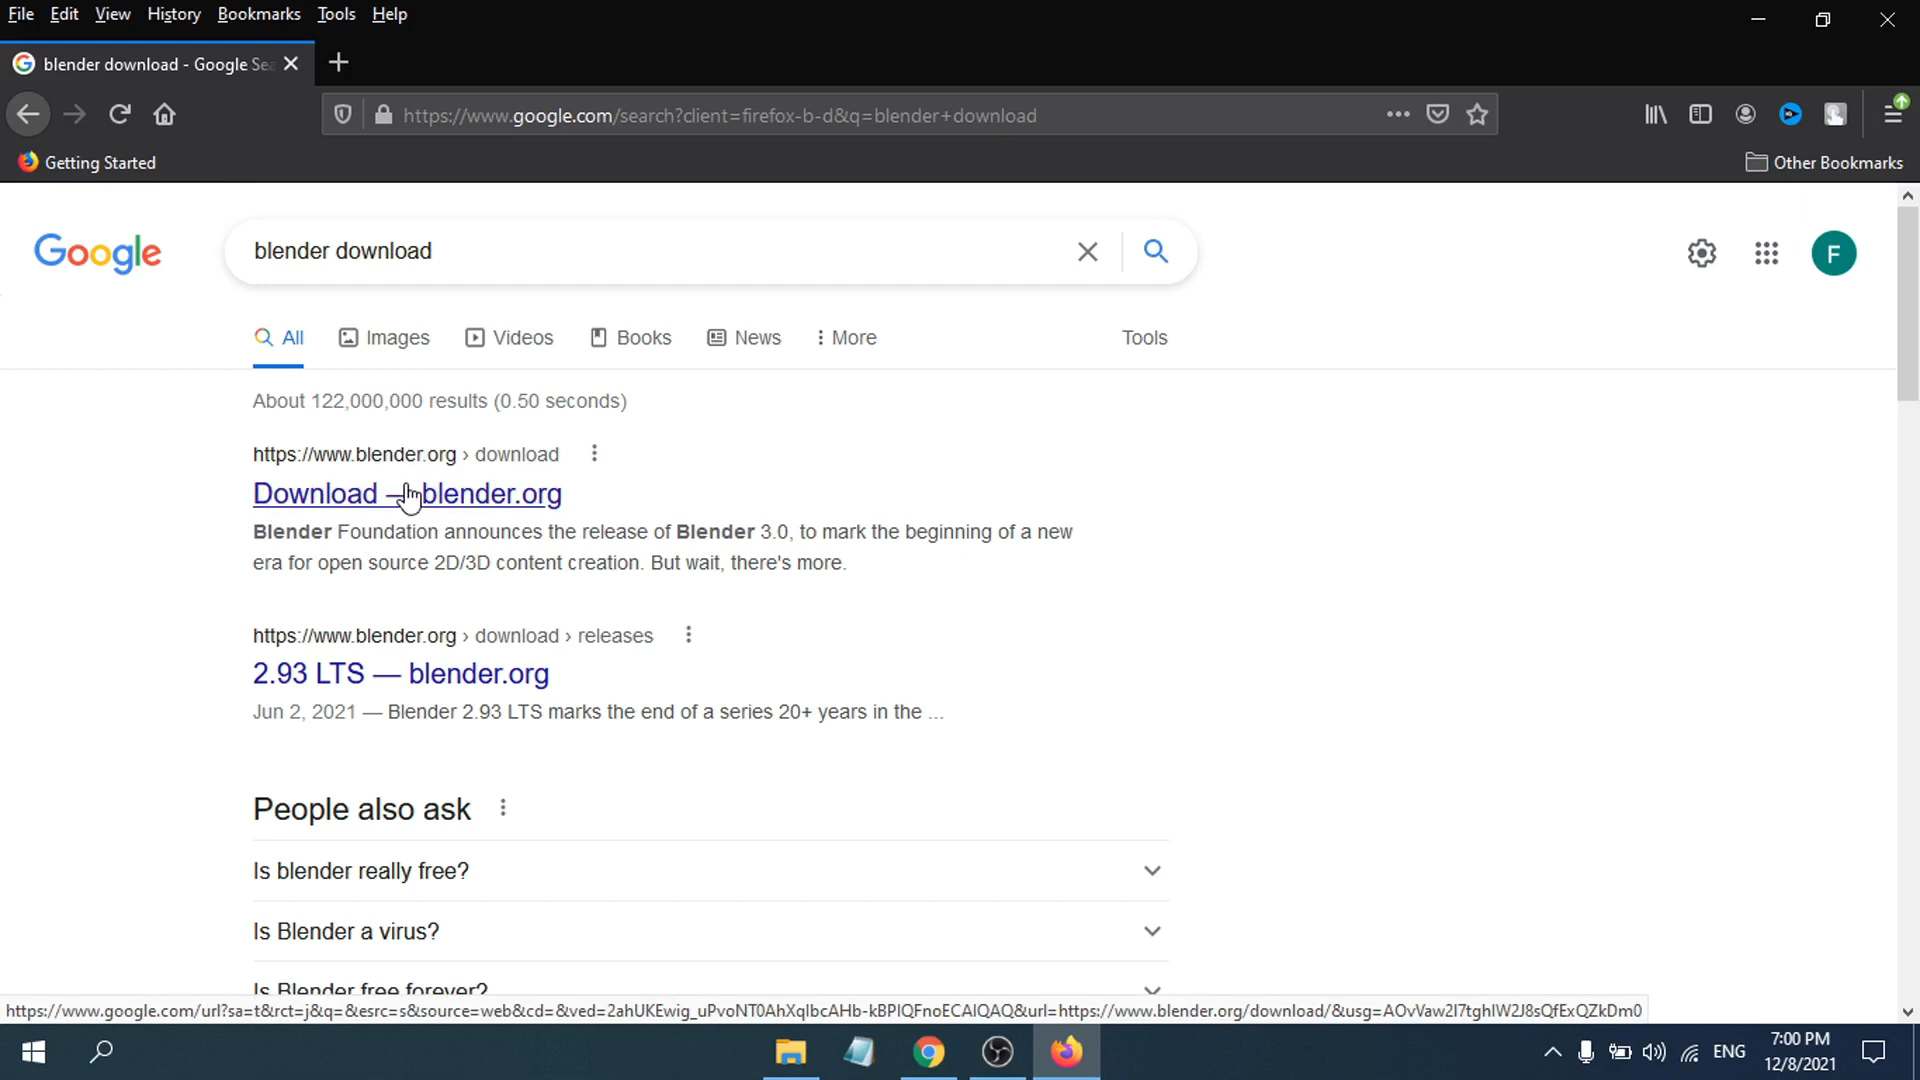 File Edit View History Bookmarks Tools Help
blender download - Google Sea
https://www.google.com/search?client=firefox-b-d&q=blender+download
Getting Started
Other Bookmarks
Google
blender download
F
All Images Videos Books News More Tools
About 122,000,000 results (0.50 seconds)
https://www.blender.org › download
Download — blender.org
Blender Foundation announces the release of Blender 3.0, to mark the beginning of a new
era for open source 2D/3D content creation. But wait, there's more.
https://www.blender.org › download › releases
2.93 LTS — blender.org
Jun 2, 2021 — Blender 2.93 LTS marks the end of a series 20+ years in the ...
People also ask
Is blender really free?
Is Blender a virus?
Is Blender free forever?
https://www.google.com/url?sa=t&rct=j&q=&esrc=s&source=web&cd=&ved=2ahUKEwig_uPvoNT0AhXqlbcAHb-kBPIQFnoECAIQAQ&url=https://www.blender.org/download/&usg=AOvVaw2I7tghlW2J8sQfExQZkDm0
ENG
7:00 PM
12/8/2021